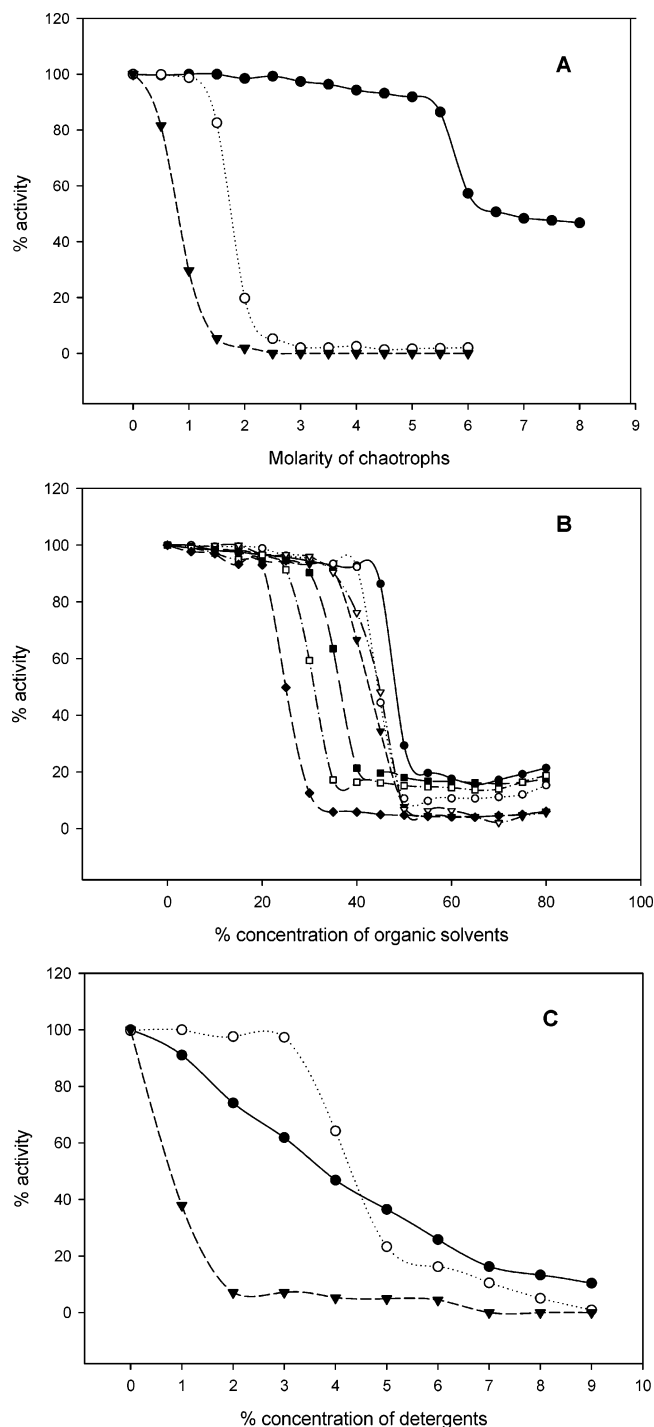 120
100
80
60
40
20
0
% activity
A
0 1 2 3 4 5 6 7 8 9
Molarity of chaotrophs
120
100
80
60
40
20
0
% activity
B
0 20 40 60 80 100
% concentration of organic solvents
120
100
80
60
40
20
0
% activity
C
0 1 2 3 4 5 6 7 8 9 10
% concentration of detergents